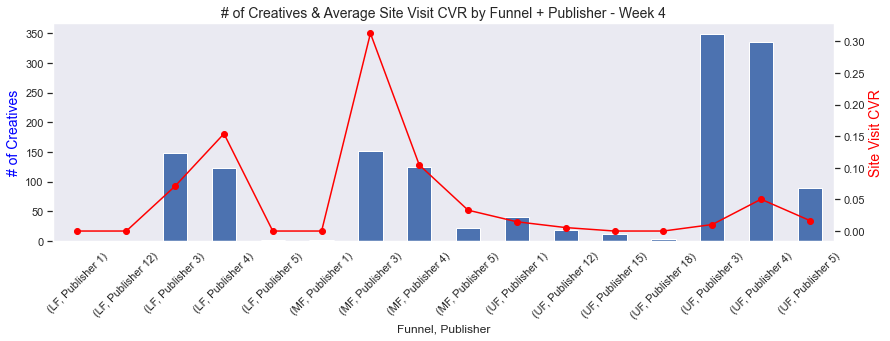 # of Creatives & Average Site Visit CVR by Funnel + Publisher - Week 4
# of Creatives
350
300
250
200
150
100
50
0
0.30
0.25
0.20
0.15
0.10
0.05
0.00
Site Visit CVR
(LF, Publisher 1)
(LF, Publisher 12)
(LF, Publisher 3)
(LF, Publisher 4)
(LF, Publisher 5)
(MF, Publisher 1)
(MF, Publisher 3)
(MF, Publisher 4)
(MF, Publisher 5)
(UF, Publisher 1)
(UF, Publisher 12)
(UF, Publisher 15)
(UF, Publisher 18)
(UF, Publisher 3)
(UF, Publisher 4)
(UF, Publisher 5)
Funnel, Publisher